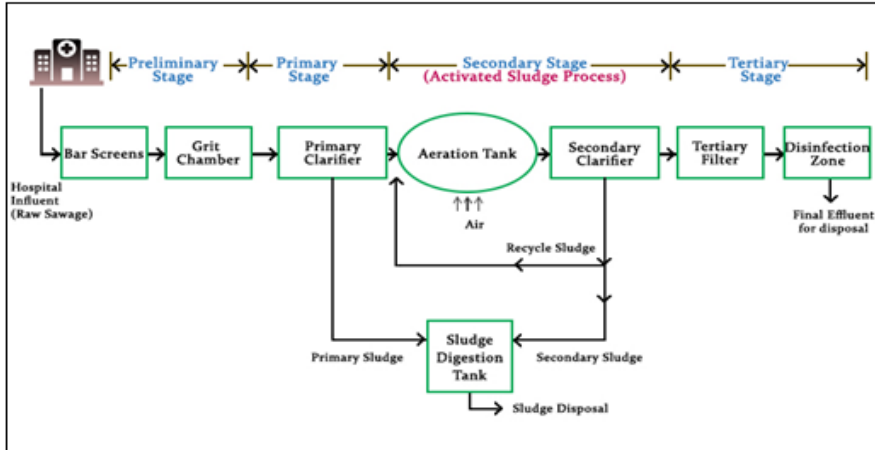 Preliminary
Stage
Primary
Stage
Secondary Stage
(Activated Sludge Process)
Tertiary
Stage
Bar Screens
Grit
Chamber
Primary
Clarifier
Aeration Tank
Secondary
Clarifier
Tertiary
Filter
Disinfection
Zone
Hospital
Influent
(Raw Sawage)
Air
Final Effluent
for disposal
Recycle Sludge
Primary Sludge
Sludge
Digestion
Tank
Secondary Sludge
Sludge Disposal